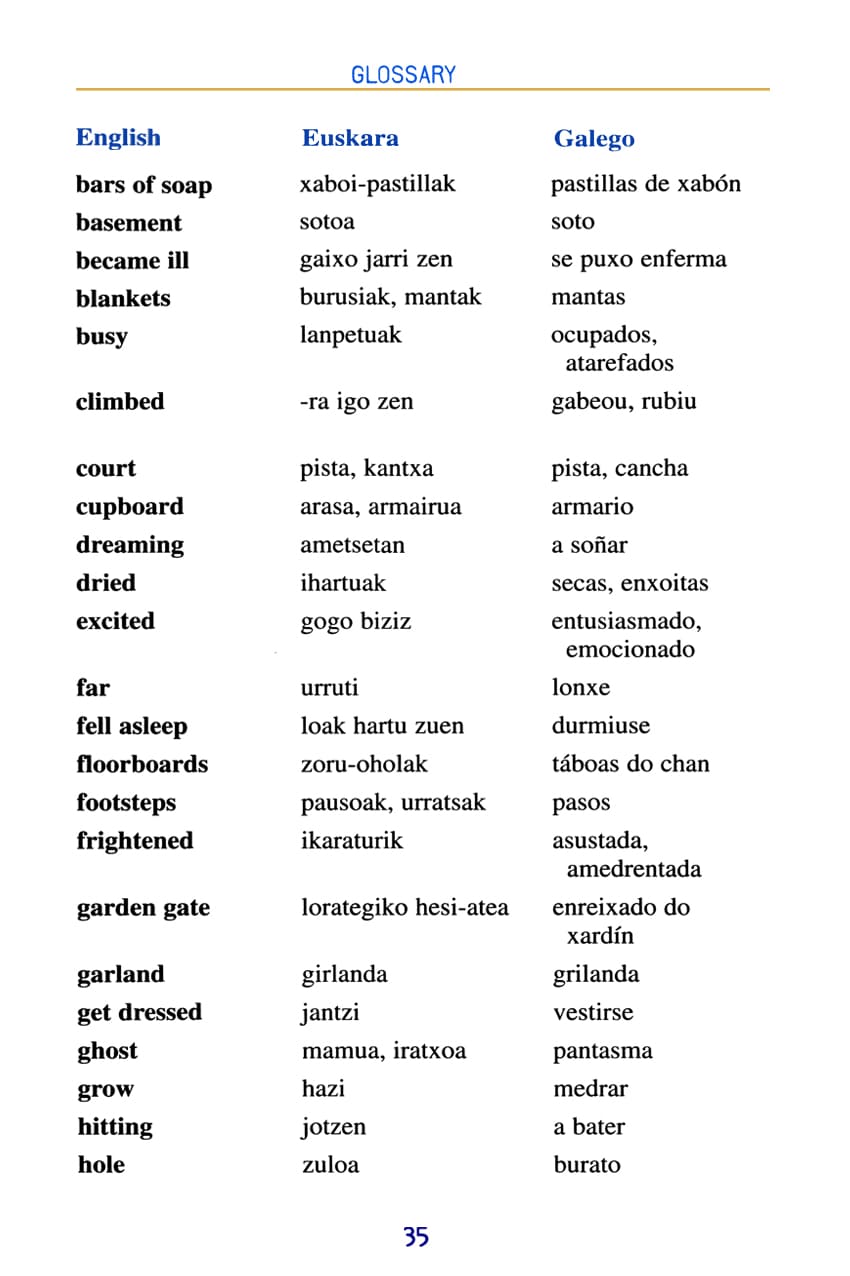 GLOSSARY
English Euskara Galego
bars of soap xaboi-pastillak pastillas de xabón
basement sotoa soto
became ill gaixo jarri zen se puxo enferma
blankets burusiak, mantak mantas
busy lanpetuak ocupados,
atarefados
climbed -ra igo zen gabeou, rubiu
court pista, kantxa pista, cancha
cupboard arasa, armairua armario
dreaming ametsetan a soñar
dried ihartuak secas, enxoitas
excited gogo biziz entusiasmado,
emocionado
far urruti lonxe
fell asleep loak hartu zuen durmiuse
floorboards zoru-oholak táboas do chan
footsteps pausoak, urratsak pasos
frightened ikaraturik asustada,
amedrentada
garden gate lorategiko hesi-atea enreixado do
xardín
garland girlanda grilanda
get dressed jantzi vestirse
ghost mamua, iratxoa pantasma
grow hazi medrar
hitting jotzen a bater
hole zuloa burato
35